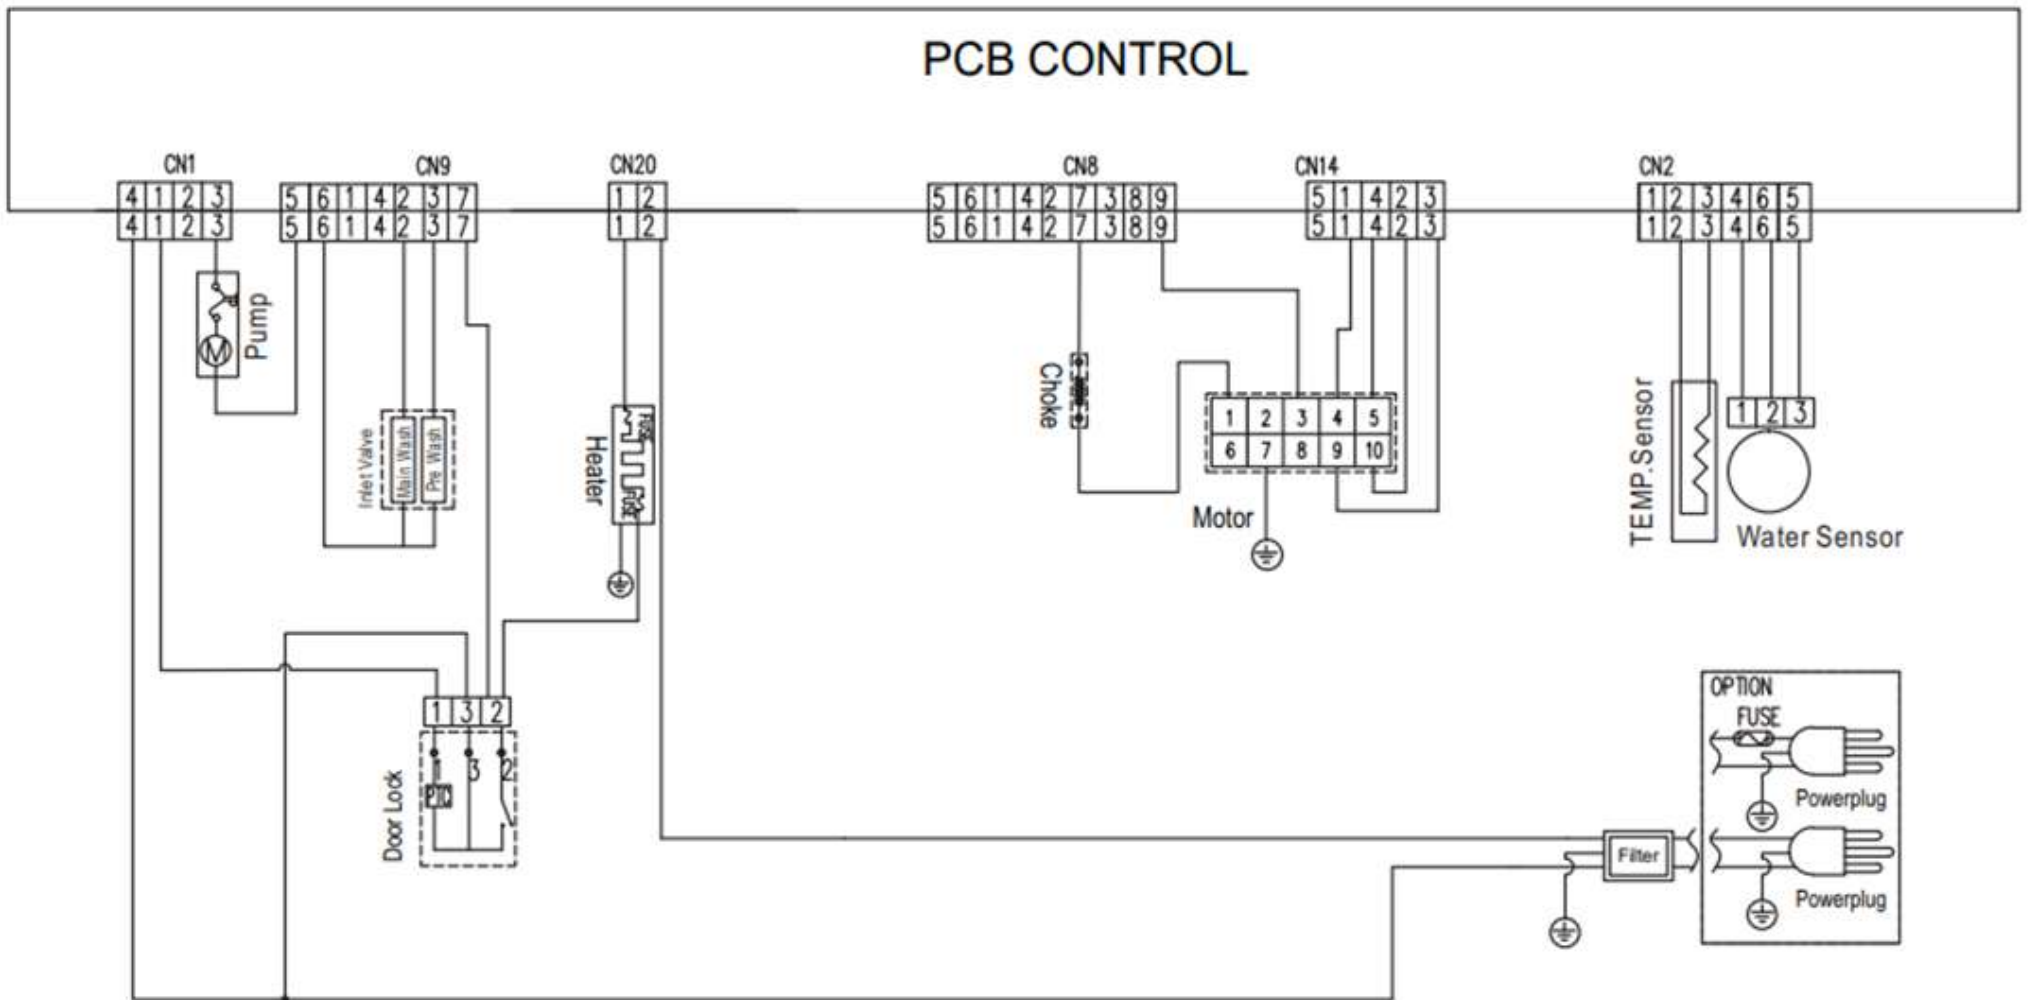 PCB CONTROL
CN1 CN9 CN20 CN8 CN14 CN2
4 1 2 3 5 6 1 4 2 3 7 1 2 5 6 1 4 2 7 3 8 9 5 1 4 2 3 1 2 3 4 6 5
4 1 2 3 5 6 1 4 2 3 7 1 2 5 6 1 4 2 7 3 8 9 5 1 4 2 3 1 2 3 4 6 5
M
Pump
Inlet Valve
Main Wash
Pre Wash
Heater
FUSE
FUSE
Choke
1 2 3 4 5
6 7 8 9 10
Motor
TEMP.Sensor
1 2 3
Water Sensor
1 3 2
3 2
PTC
Door Lock
OPTION
FUSE
Powerplug
Filter
Powerplug